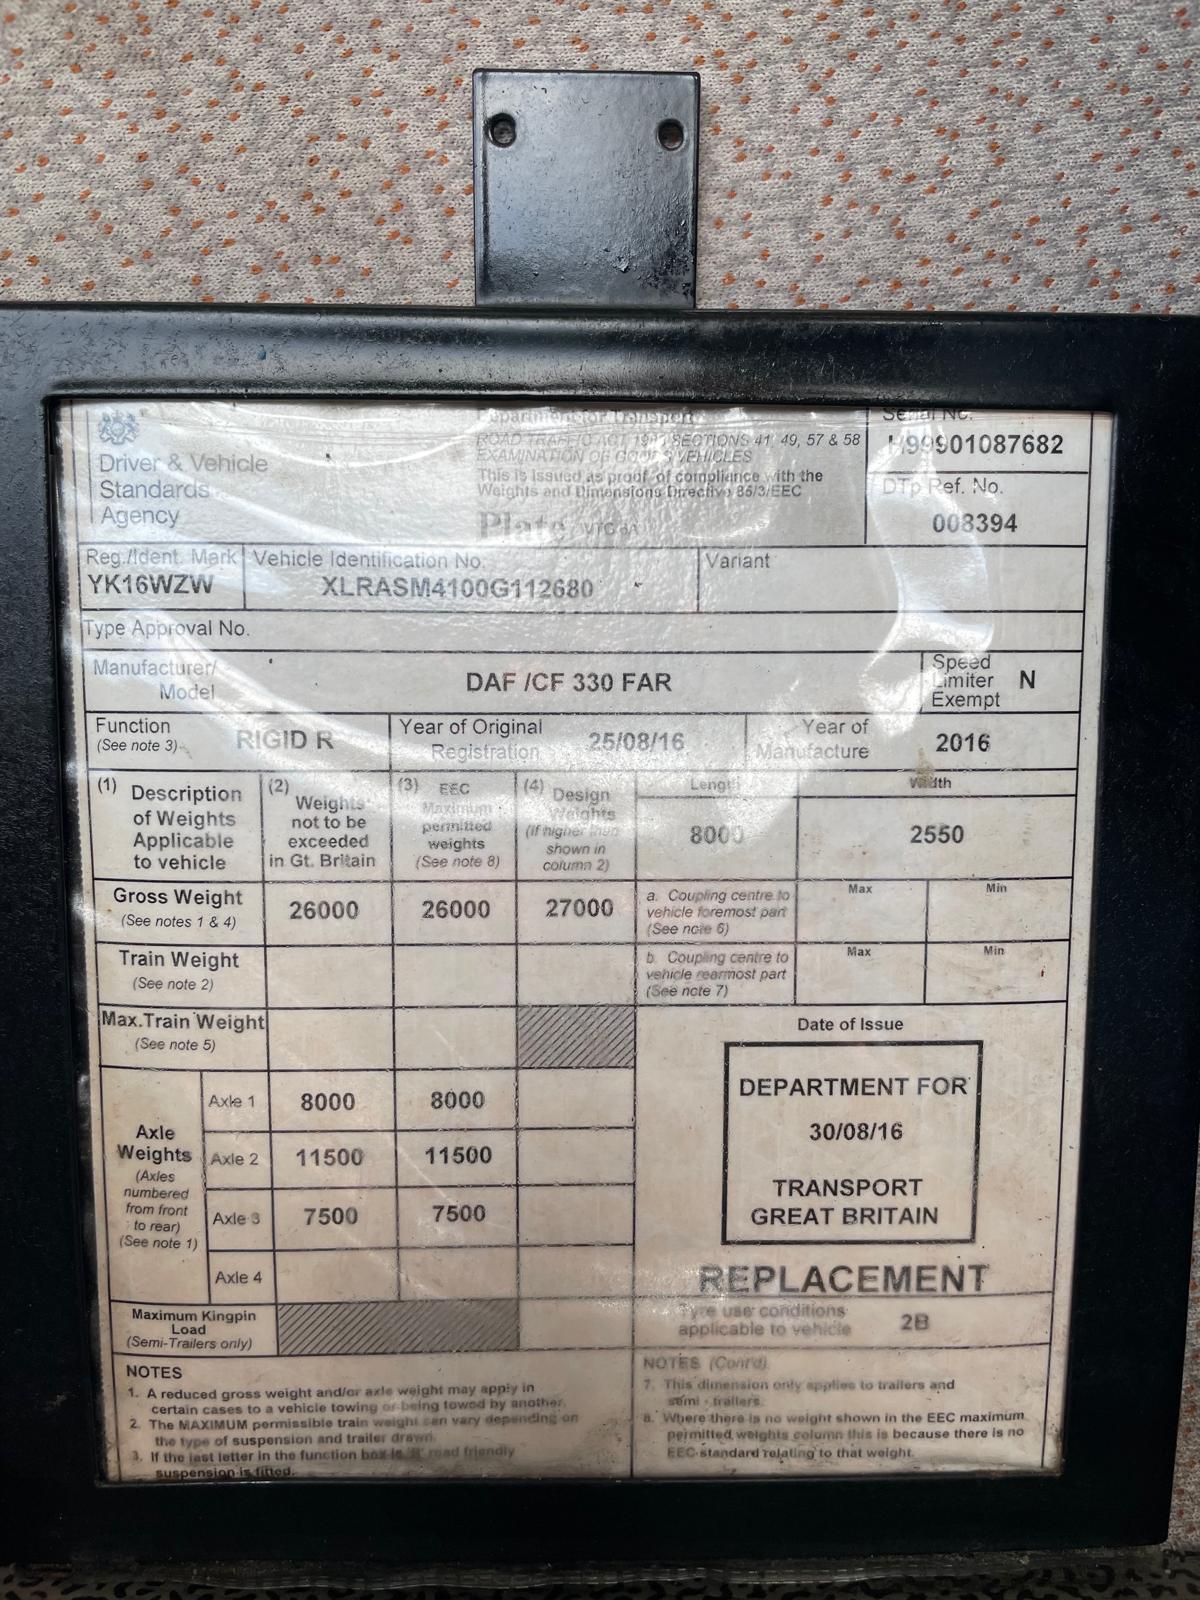 Department for Transport
Serial No.
ROAD TRAFFIC ACT SECTIONS 41, 49, 57 & 58
H99901087682
EXAMINATION OF GOODS VEHICLES
Driver & Vehicle
Standards
Agency
This is issued as proof of compliance with the
Weights and Dimensions Directive 85/3/EEC
DTp Ref. No.
008394
Plate
Reg./Ident. Mark
YK16WZW
Vehicle Identification No.
XLRASM4100G112680
Variant
Type Approval No.
Manufacturer/
Model
DAF /CF 330 FAR
Speed
Limiter
Exempt
N
Function
(See note 3)
RIGID R
Year of Original
Registration
25/08/16
Year of
Manufacture
2016
(1) Description
of Weights
Applicable
to vehicle
(2)
Weights
not to be
exceeded
in Gt. Britain
(3) EEC
Maximum
permitted
weights
(See note 8)
(4) Design
Weights
(If higher than
shown in
column 2)
Length
8000
Width
2550
Gross Weight
(See notes 1 & 4)
26000
26000
27000
a. Coupling centre to
vehicle foremost part
(See note 6)
Max
Min
Train Weight
(See note 2)
b. Coupling centre to
vehicle rearmost part
(See note 7)
Max
Min
Max.Train Weight
(See note 5)
Date of Issue
DEPARTMENT FOR
30/08/16
TRANSPORT
GREAT BRITAIN
Axle
Weights
(Axles
numbered
from front
to rear)
(See note 1)
Axle 1
8000
8000
Axle 2
11500
11500
Axle 3
7500
7500
Axle 4
REPLACEMENT
Maximum Kingpin
Load
(Semi-Trailers only)
Tyre use conditions
applicable to vehicle
2B
NOTES
1. A reduced gross weight and/or axle weight may apply in
certain cases to a vehicle towing or being towed by another.
2. The MAXIMUM permissible train weight can vary depending on
the type of suspension and trailer drawn.
3. If the last letter in the function box is 'R' road friendly
suspension is fitted.
NOTES (Cont'd)
7. This dimension only applies to trailers and
semi - trailers.
8. Where there is no weight shown in the EEC maximum
permitted weights column this is because there is no
EEC-standard relating to that weight.